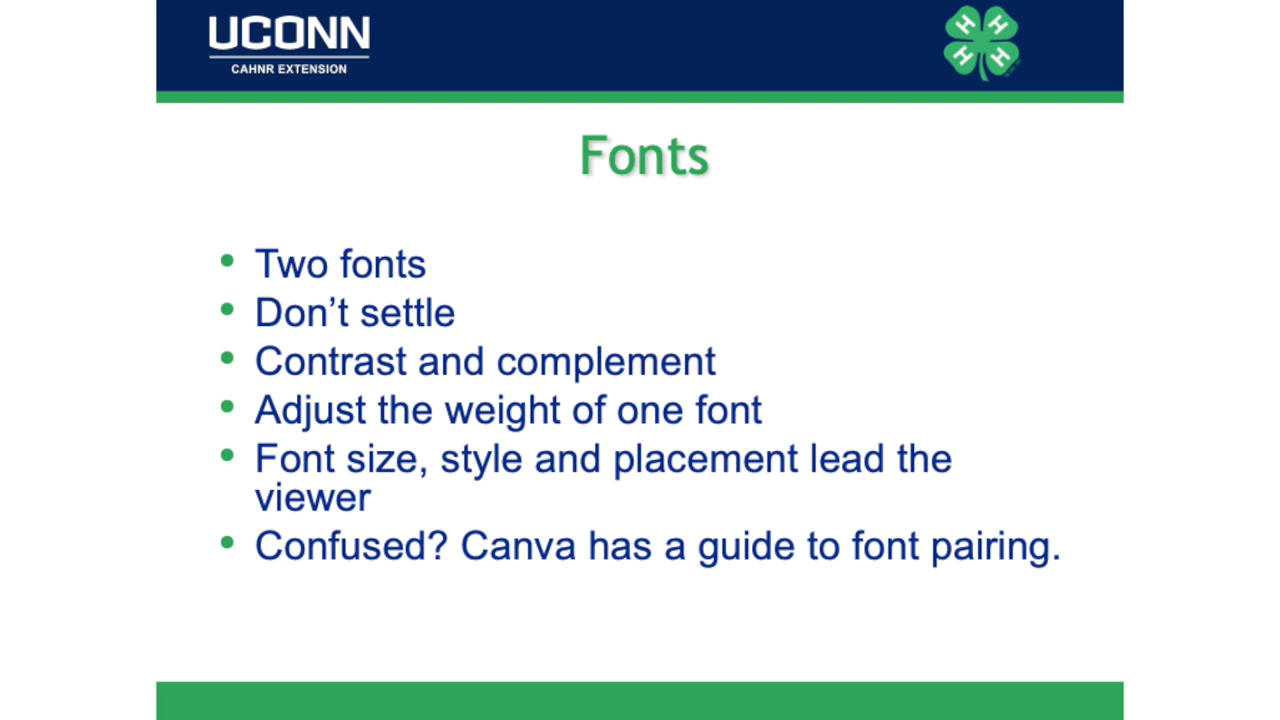 UCONN
CAHNR EXTENSION
H H
H H
Fonts
• Two fonts
• Don’t settle
• Contrast and complement
• Adjust the weight of one font
• Font size, style and placement lead the
viewer
• Confused? Canva has a guide to font pairing.